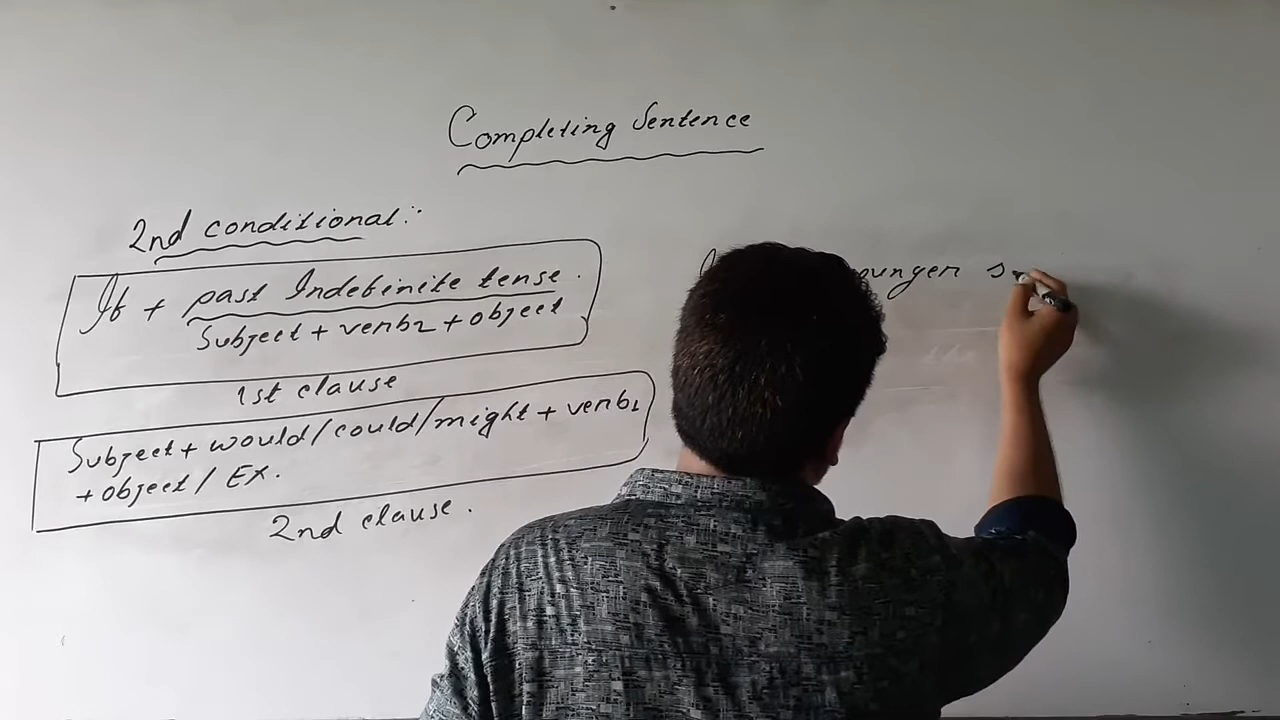 Completing Sentence
2nd conditional:
If + past Indefinite tense.
Subject + verb2 + object
1st clause
Subject + would/could/might + verb1
+ object / Ex.
2nd clause.
younger